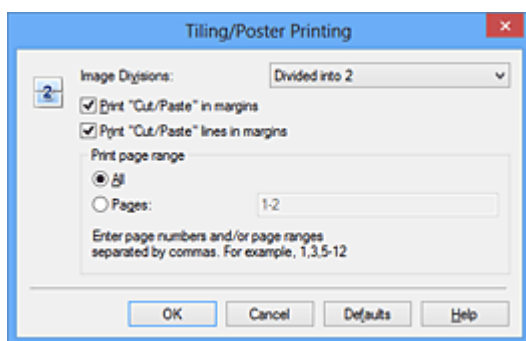 Tiling/Poster Printing
Image Divisions: Divided into 2
2
Print "Cut/Paste" in margins
Print "Cut/Paste" lines in margins
Print page range
All
Pages: 1-2
Enter page numbers and/or page ranges
separated by commas. For example, 1,3,5-12
OK Cancel Defaults Help